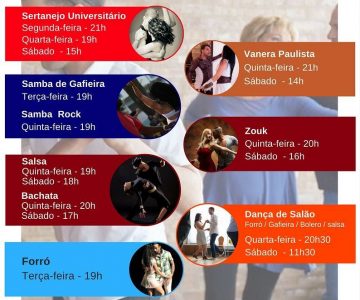 Sertanejo Universitário
Segunda-feira - 21h
Quarta-feira - 19h
Sábado - 15h
Vanera Paulista
Quinta-feira - 21h
Sábado - 14h
Samba de Gafieira
Terça-feira - 19h
Samba Rock
Quinta-feira - 19h
Zouk
Quinta-feira - 20h
Sábado - 16h
Salsa
Quinta-feira - 19h
Sábado - 18h
Bachata
Quinta-feira - 20h
Sábado - 17h
Dança de Salão
Forró / Gafieira / Bolero / salsa
Quarta-feira - 20h30
Sábado - 11h30
Forró
Terça-feira - 19h